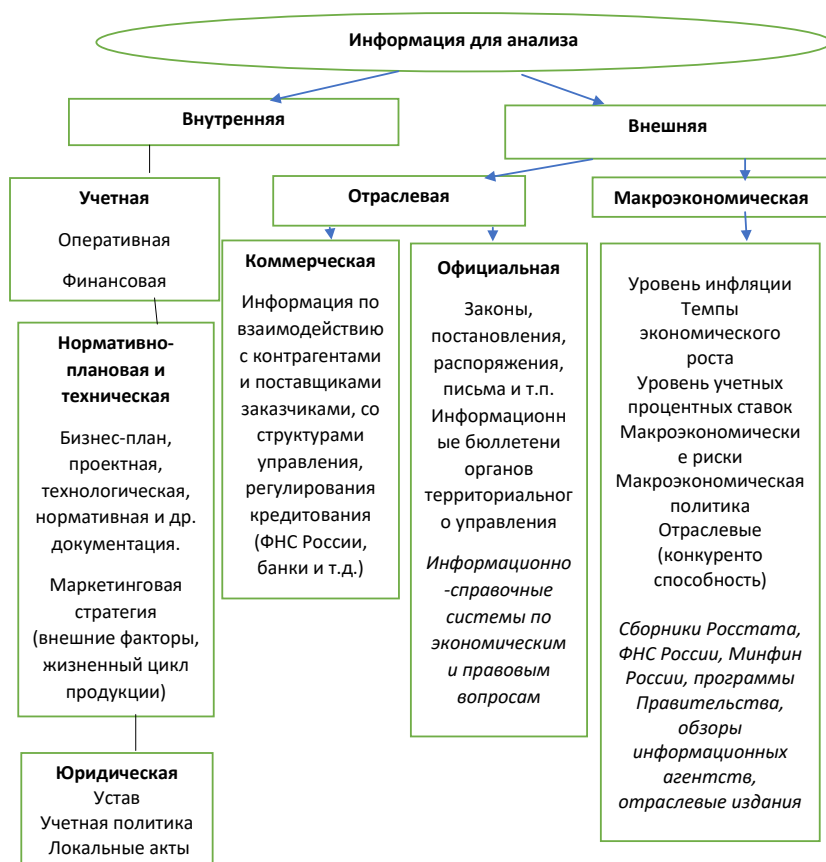 Информация для анализа
Внутренняя
Внешняя
Учетная
Оперативная
Финансовая
Отраслевая
Макроэкономическая
Нормативно-
плановая и
техническая
Бизнес-план,
проектная,
технологическая,
нормативная и др.
документация.
Маркетинговая
стратегия
(внешние факторы,
жизненный цикл
продукции)
Юридическая
Устав
Учетная политика
Локальные акты
Коммерческая
Информация по
взаимодействию
с контрагентами
и поставщиками
заказчиками, со
структурами
управления,
регулирования
кредитования
(ФНС России,
банки и т.д.)
Официальная
Законы,
постановления,
распоряжения,
письма и т.п.
Информационн
ые бюллетени
органов
территориальног
о управления
Информационно
-справочные
системы по
экономическим
и правовым
вопросам
Уровень инфляции
Темпы
экономического
роста
Уровень учетных
процентных ставок
Макроэкономически
е риски
Макроэкономическая
политика
Отраслевые
(конкуренто
способность)
Сборники Росстата,
ФНС России, Минфин
России, программы
Правительства,
обзоры
информационных
агентств,
отраслевые издания